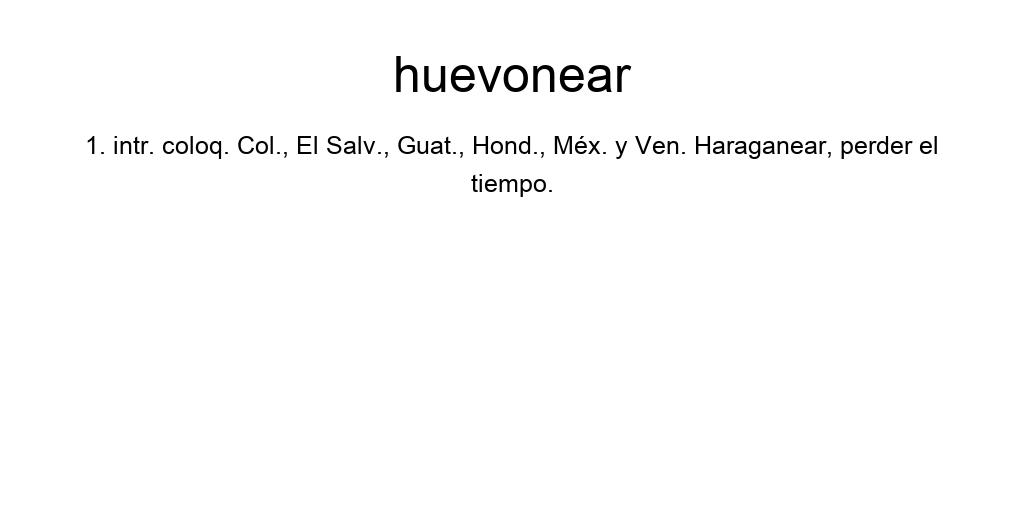 huevonear
1. intr. coloq. Col., El Salv., Guat., Hond., Méx. y Ven. Haraganear, perder el
tiempo.